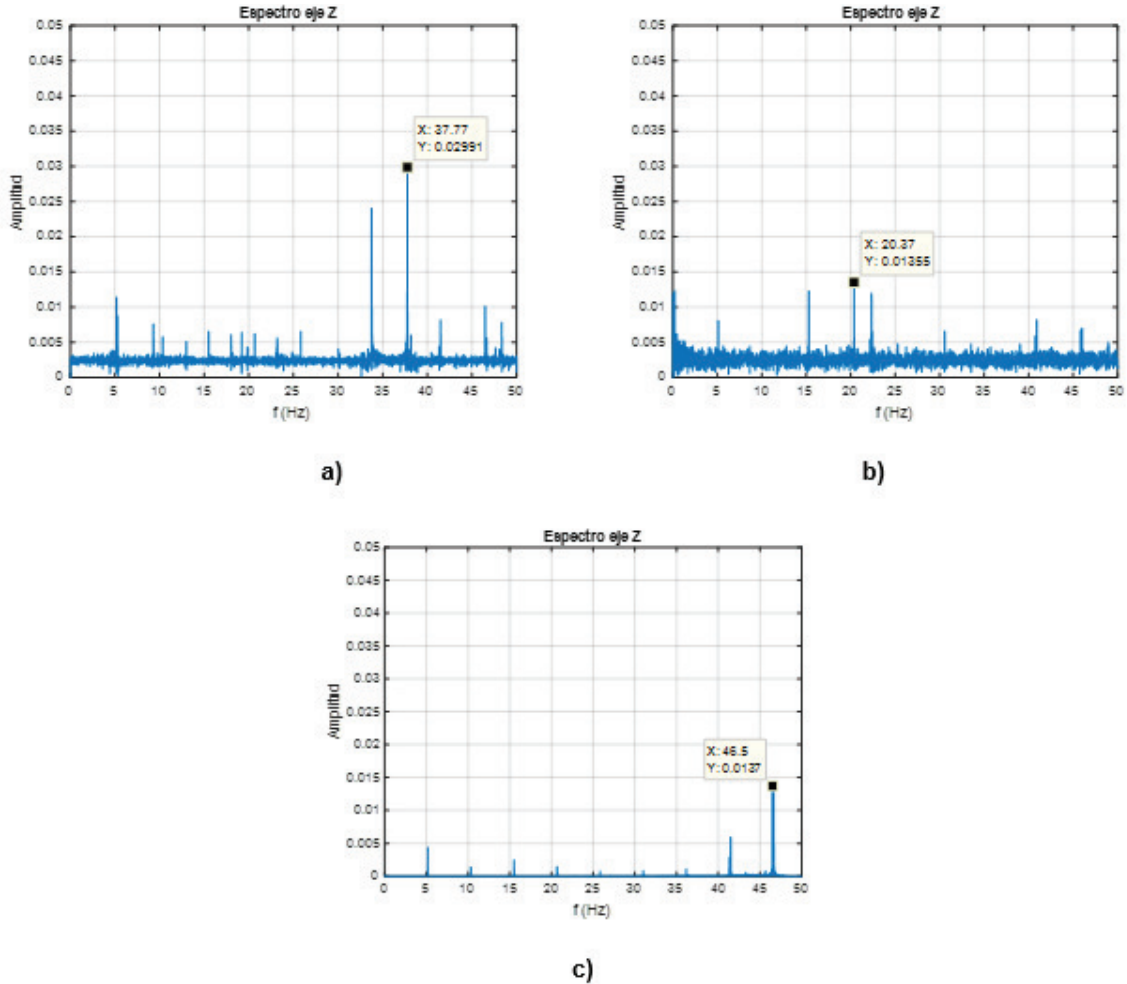 Espectro eje Z
0.05
0.045
0.04
0.035
0.03
0.025
0.02
0.015
0.01
0.005
0
Amplitud
X: 37.77
Y: 0.02991
0 5 10 15 20 25 30 35 40 45 50
f (Hz)
a)
Espectro eje Z
0.05
0.045
0.04
0.035
0.03
0.025
0.02
0.015
0.01
0.005
0
Amplitud
X: 20.37
Y: 0.01355
0 5 10 15 20 25 30 35 40 45 50
f (Hz)
b)
Espectro eje Z
0.05
0.045
0.04
0.035
0.03
0.025
0.02
0.015
0.01
0.005
0
Amplitud
X: 46.5
Y: 0.0137
0 5 10 15 20 25 30 35 40 45 50
f (Hz)
c)